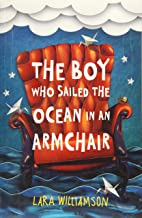 THE BOY
WHO SAILED THE
OCEAN IN AN
ARMCHAIR
LARA WILLIAMSON